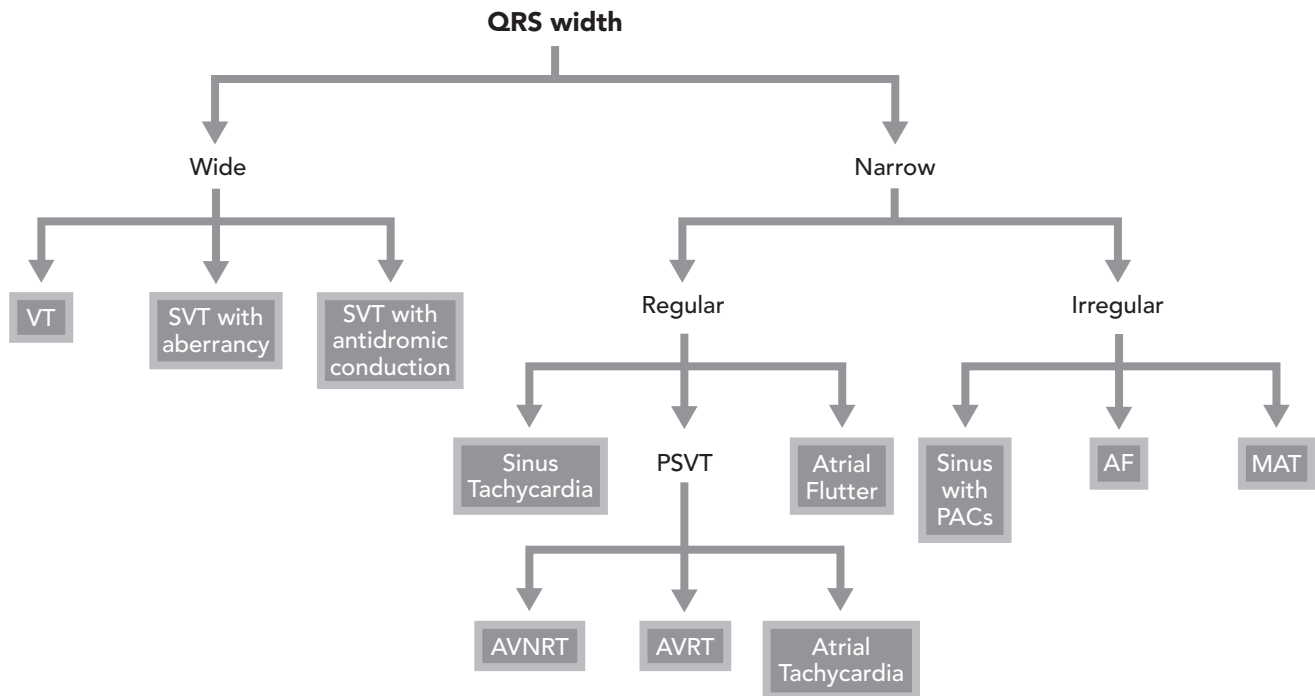 QRS width
Wide
Narrow
VT
SVT with
aberrancy
SVT with
antidromic
conduction
Regular
Irregular
Sinus
Tachycardia
PSVT
Atrial
Flutter
Sinus
with
PACs
AF
MAT
AVNRT
AVRT
Atrial
Tachycardia